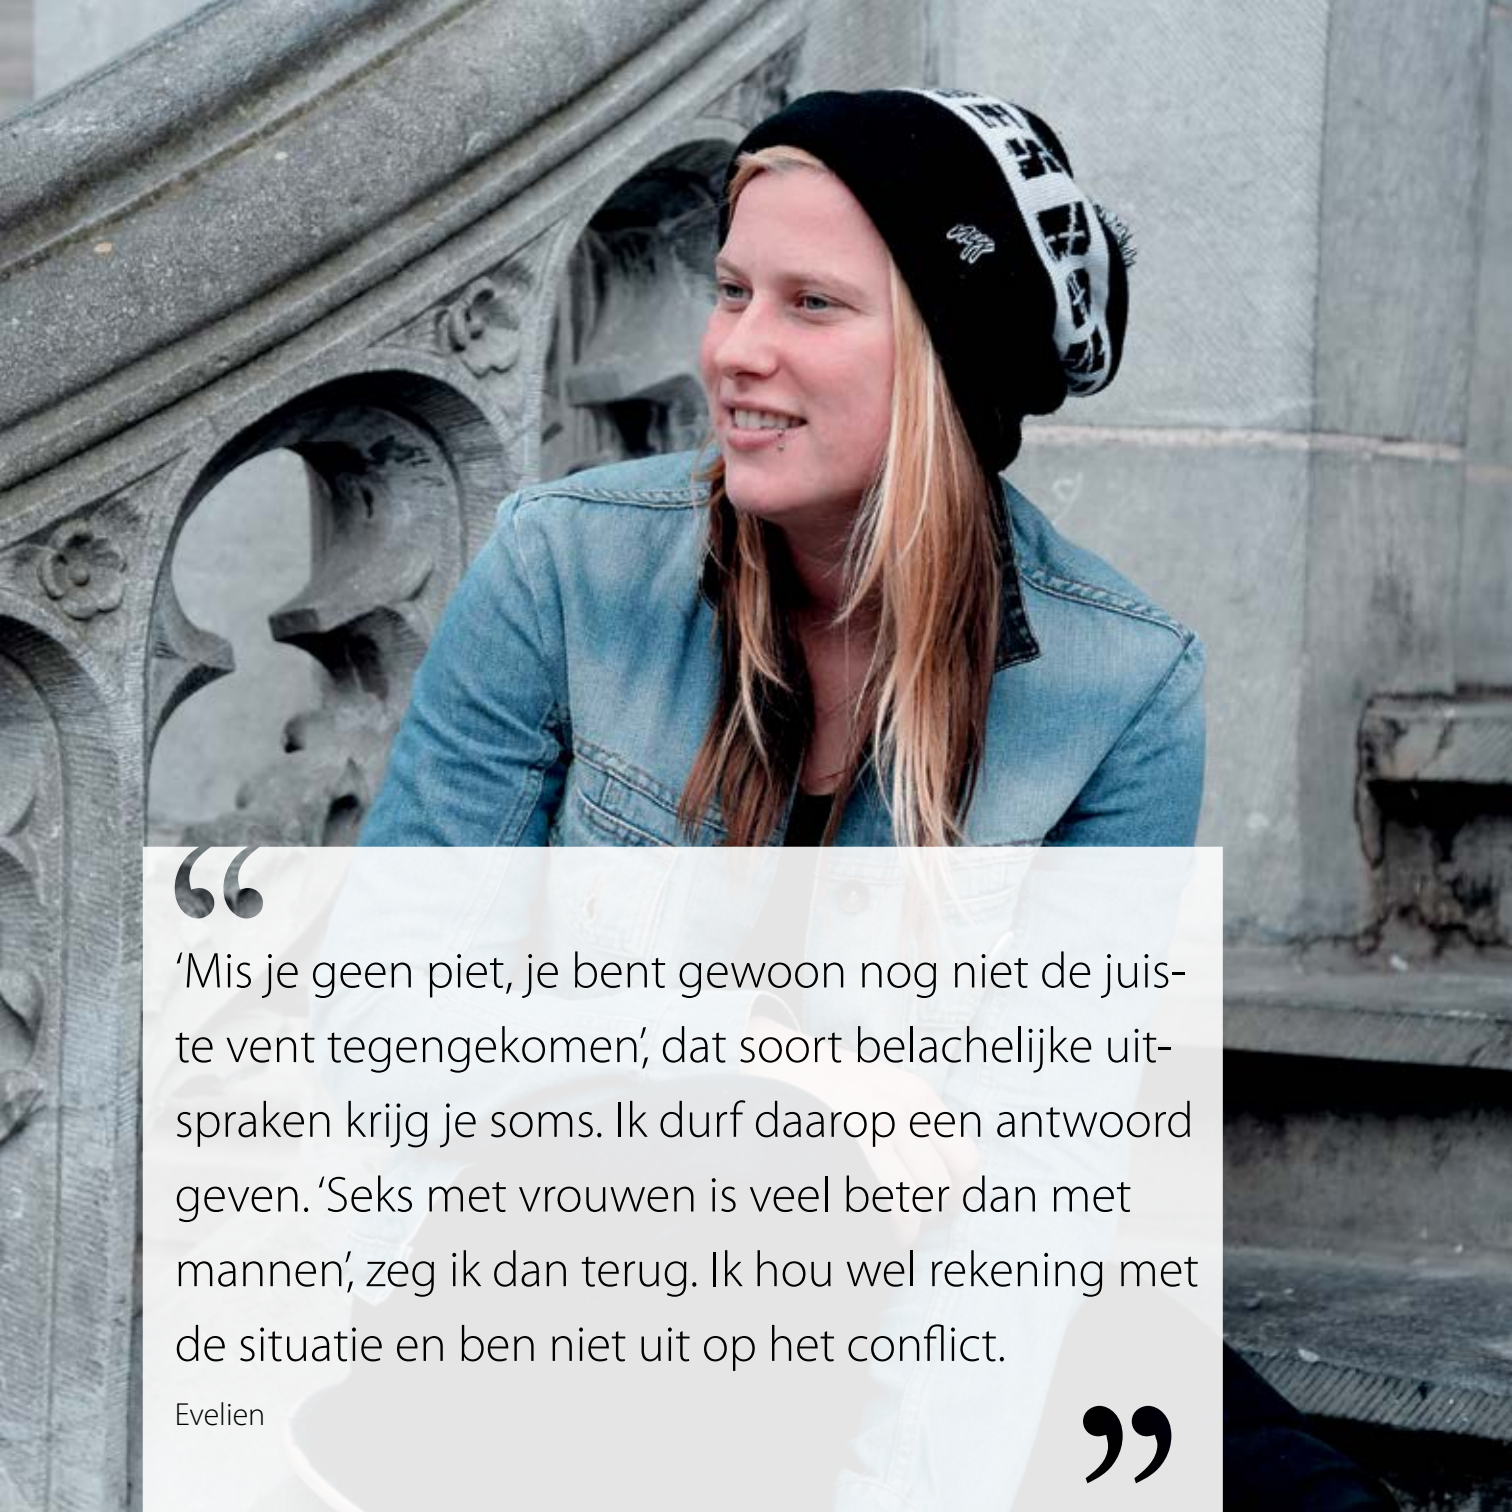 “
‘Mis je geen piet, je bent gewoon nog niet de juis-
te vent tegengekomen’, dat soort belachelijke uit-
spraken krijg je soms. Ik durf daarop een antwoord
geven. ‘Seks met vrouwen is veel beter dan met
mannen’, zeg ik dan terug. Ik hou wel rekening met
de situatie en ben niet uit op het conflict.
Evelien
”